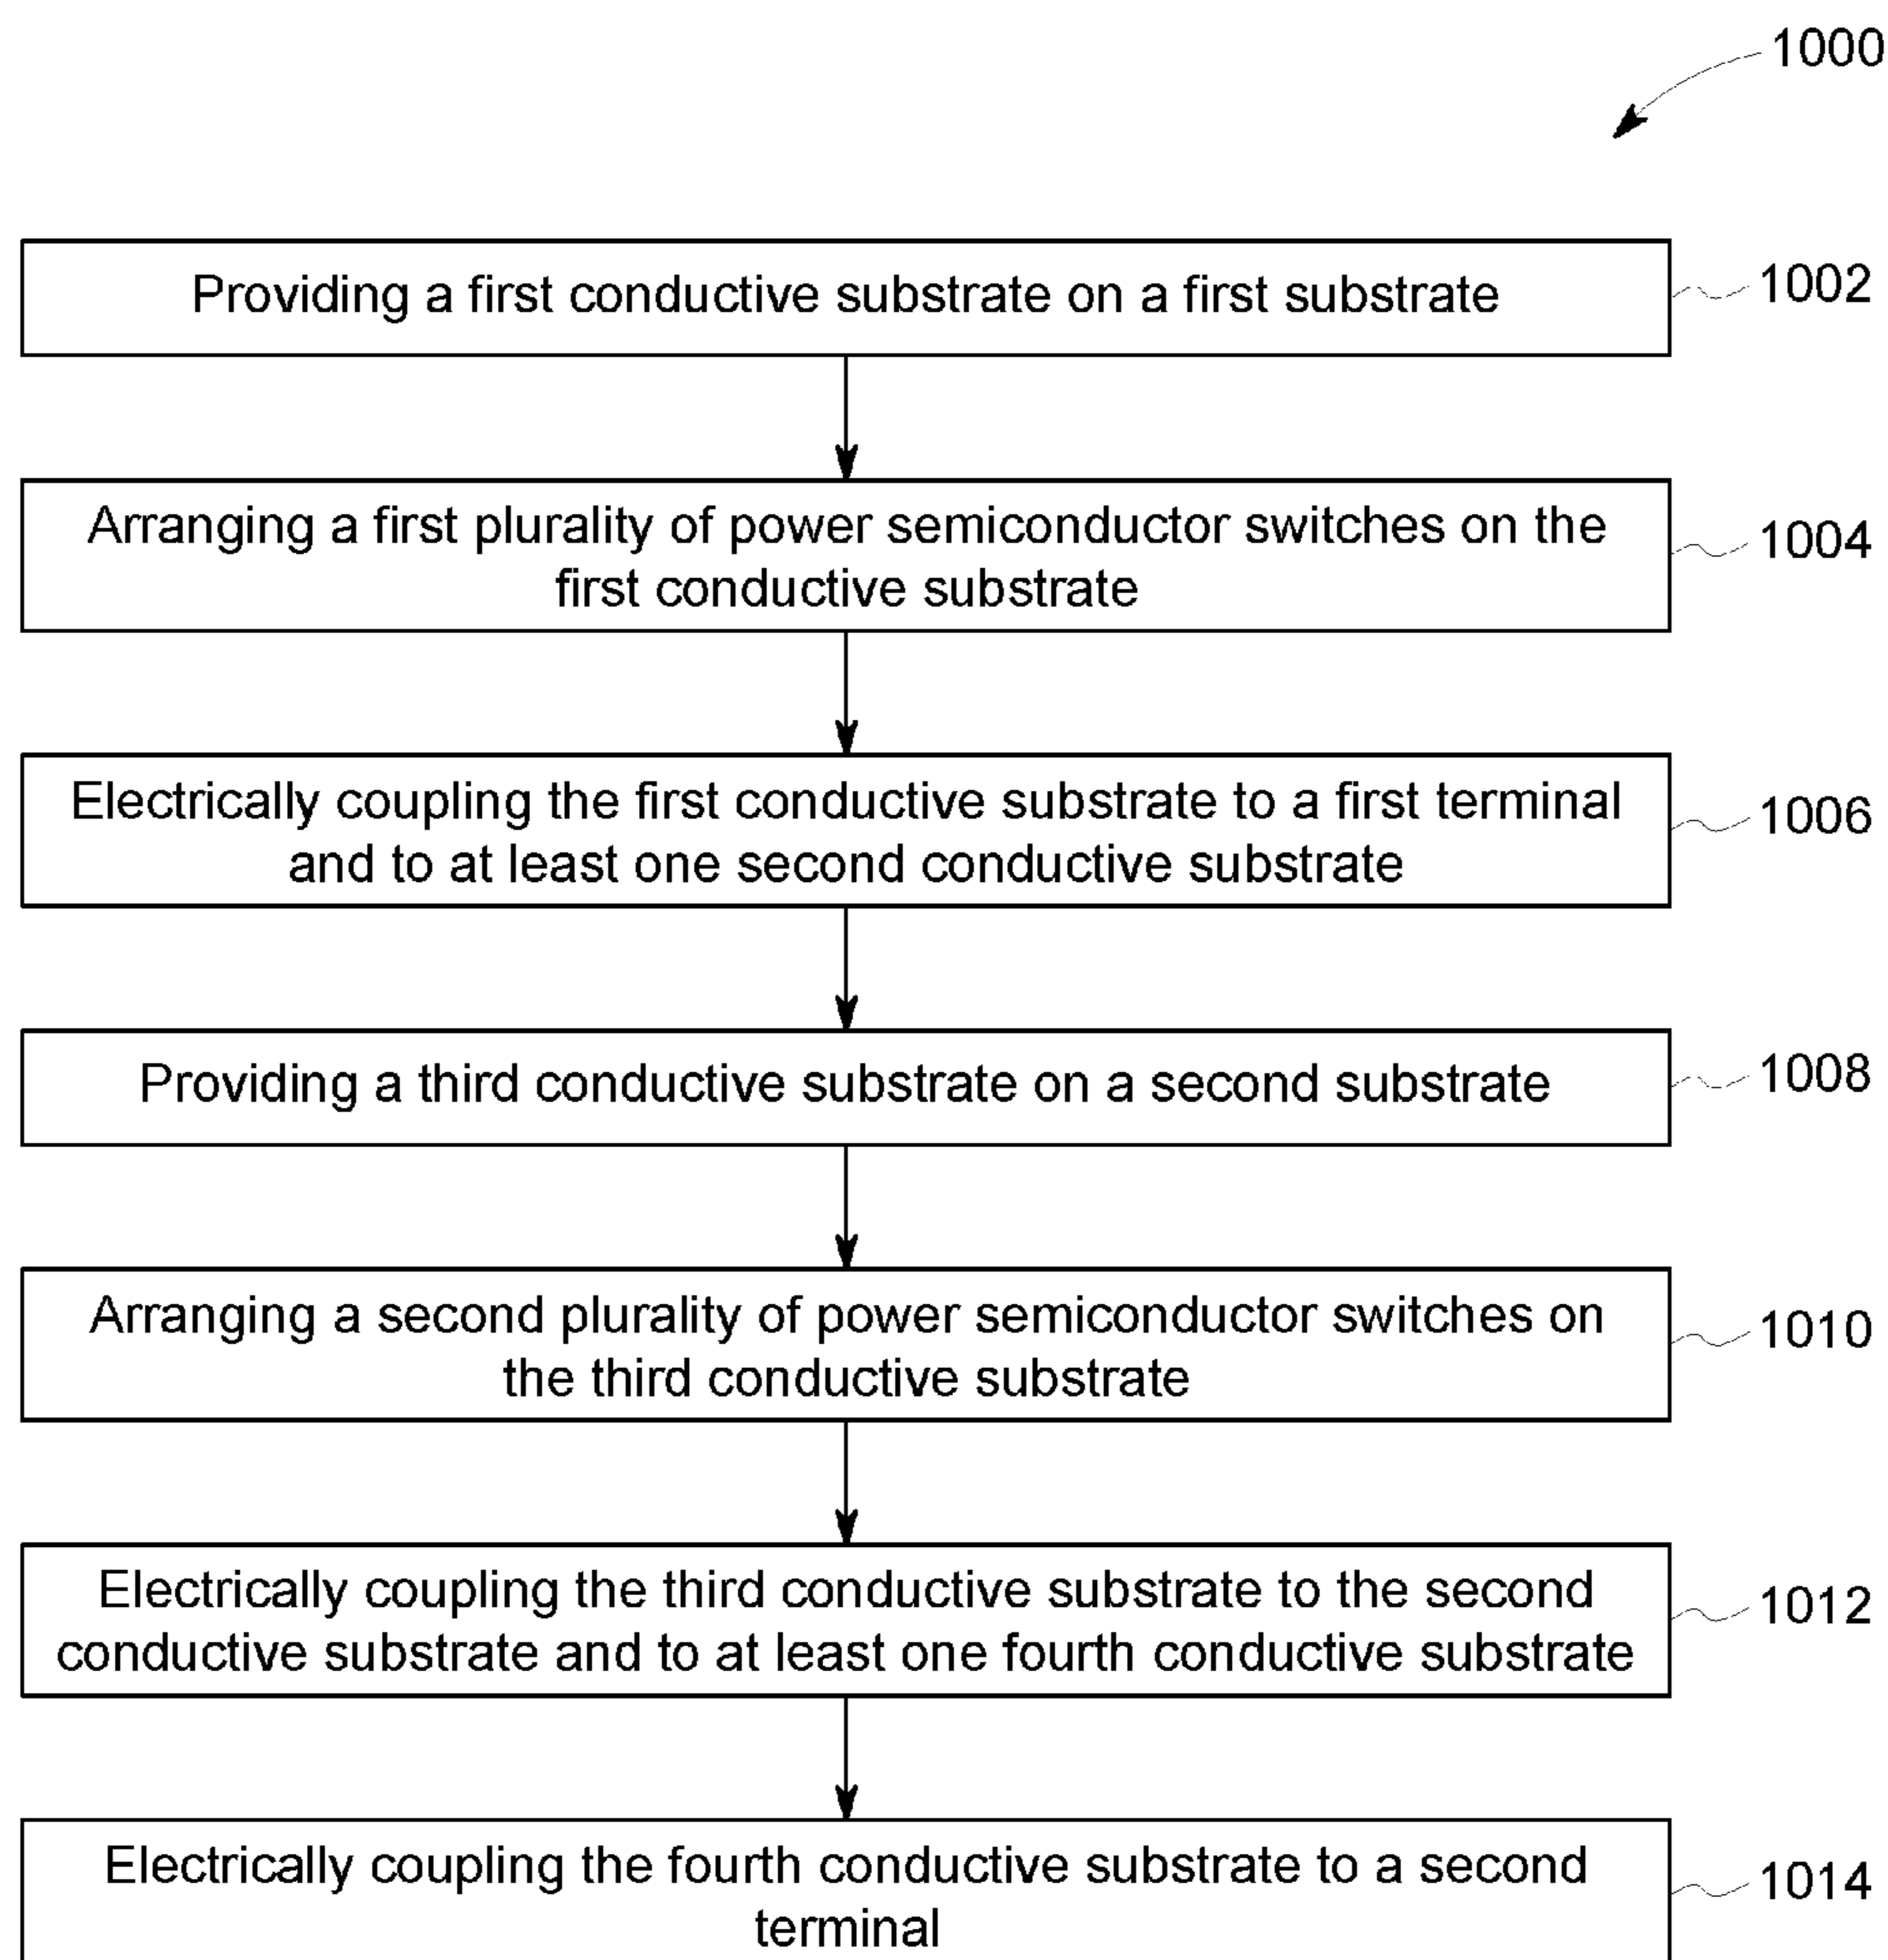 1000
Providing a first conductive substrate on a first substrate
1002
Arranging a first plurality of power semiconductor switches on the
first conductive substrate
1004
Electrically coupling the first conductive substrate to a first terminal
and to at least one second conductive substrate
1006
Providing a third conductive substrate on a second substrate
1008
Arranging a second plurality of power semiconductor switches on
the third conductive substrate
1010
Electrically coupling the third conductive substrate to the second
conductive substrate and to at least one fourth conductive substrate
1012
Electrically coupling the fourth conductive substrate to a second
terminal
1014